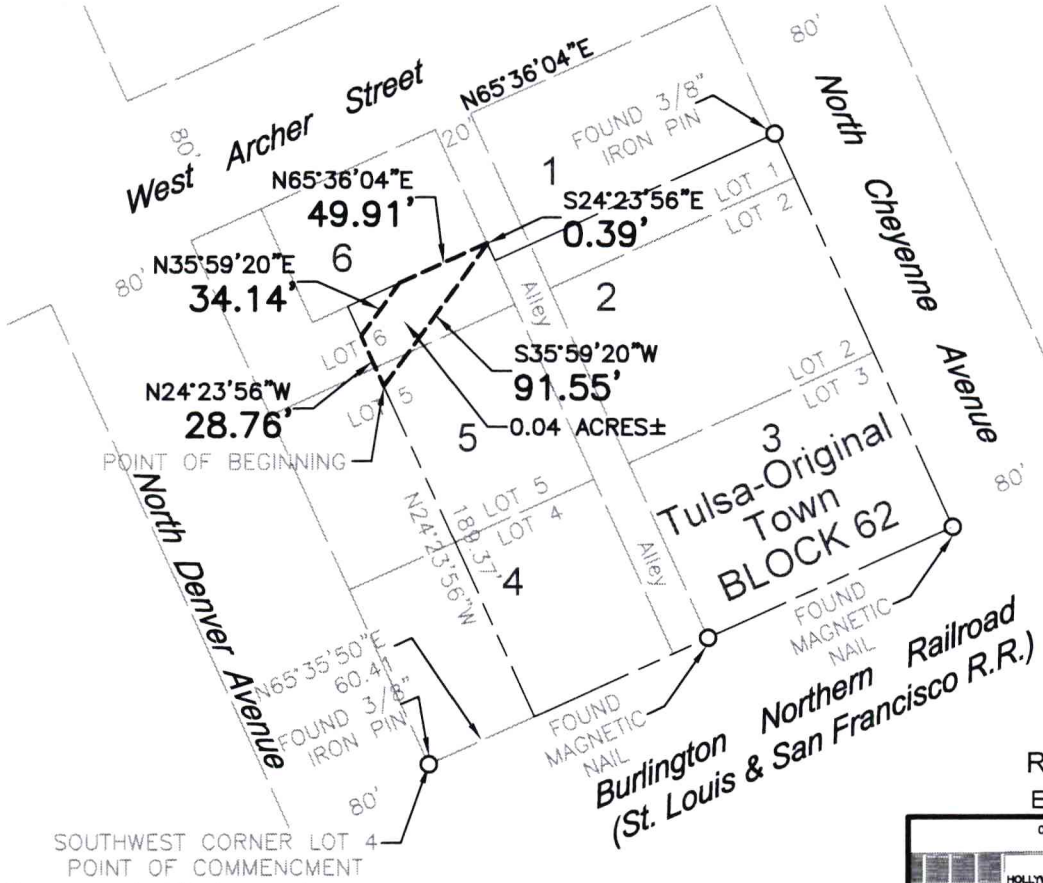 80'
West Archer Street
80'
N65°36'04"E
20'
FOUND 3/8"
IRON PIN
North Cheyenne Avenue
N65°36'04"E
49.91'
1
S24°23'56"E
0.39'
LOT 1
LOT 2
80'
6
N35°59'20"E
34.14'
Alley
2
LOT 6
LOT 5
S35°59'20"W
91.55'
N24°23'56"W
28.76'
LOT 2
LOT 3
5
0.04 ACRES±
POINT OF BEGINNING
3
North Denver Avenue
LOT 5
LOT 4
Tulsa-Original
Town
BLOCK 62
80'
N24°23'56"W
189.37'
4
Alley
FOUND
MAGNETIC
NAIL
N65°35'50"E
60.41
FOUND 3/8"
IRON PIN
FOUND
MAGNETIC
NAIL
Burlington Northern Railroad
(St. Louis & San Francisco R.R.)
80'
SOUTHWEST CORNER LOT 4
POINT OF COMMENCMENT
R
E
HOLLY